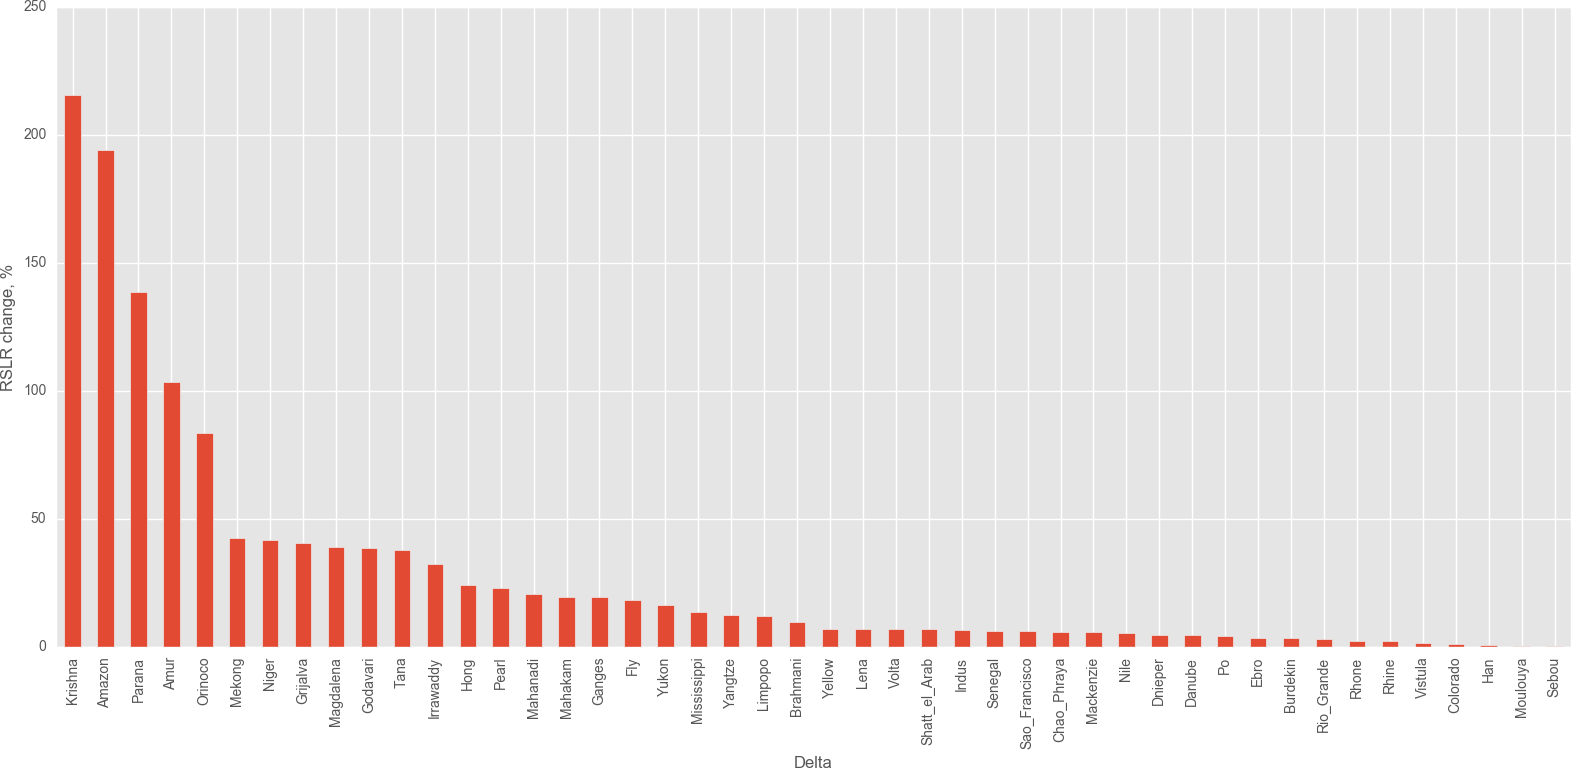 250
200
150
100
50
0
RSLR change, %
Krishna
Amazon
Parana
Amur
Orinoco
Mekong
Niger
Grijalva
Magdalena
Godavari
Tana
Irrawaddy
Hong
Pearl
Mahanadi
Mahakam
Ganges
Fly
Yukon
Mississippi
Yangtze
Limpopo
Brahmani
Yellow
Lena
Volta
Shatt_el_Arab
Indus
Senegal
Sao_Francisco
Chao_Phraya
Mackenzie
Nile
Dnieper
Danube
Po
Ebro
Burdekin
Rio_Grande
Rhone
Rhine
Vistula
Colorado
Han
Moulouya
Sebou
Delta